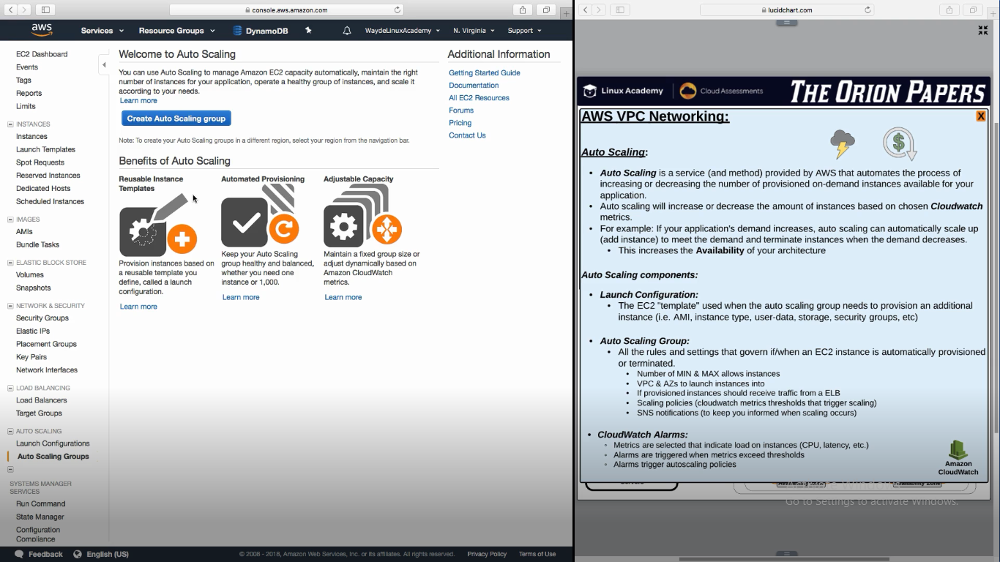 console.aws.amazon.com
aws
Services
Resource Groups
DynamoDB
WaydeLinuxAcademy
N. Virginia
Support
EC2 Dashboard
Events
Tags
Reports
Limits
INSTANCES
Instances
Launch Templates
Spot Requests
Reserved Instances
Dedicated Hosts
Scheduled Instances
IMAGES
AMIs
Bundle Tasks
ELASTIC BLOCK STORE
Volumes
Snapshots
NETWORK & SECURITY
Security Groups
Elastic IPs
Placement Groups
Key Pairs
Network Interfaces
LOAD BALANCING
Load Balancers
Target Groups
AUTO SCALING
Launch Configurations
Auto Scaling Groups
SYSTEMS MANAGER
SERVICES
Run Command
State Manager
Configuration
Compliance
Welcome to Auto Scaling
You can use Auto Scaling to manage Amazon EC2 capacity automatically, maintain the right
number of instances for your application, operate a healthy group of instances, and scale it
according to your needs.
Learn more
Create Auto Scaling group
Note: To create your Auto Scaling groups in a different region, select your region from the navigation bar.
Benefits of Auto Scaling
Reusable Instance
Templates
Provision instances based on
a reusable template you
define, called a launch
configuration.
Learn more
Automated Provisioning
Keep your Auto Scaling
group healthy and balanced,
whether you need one
instance or 1,000.
Learn more
Adjustable Capacity
Maintain a fixed group size or
adjust dynamically based on
Amazon CloudWatch
metrics.
Learn more
Additional Information
Getting Started Guide
Documentation
All EC2 Resources
Forums
Pricing
Contact Us
Feedback
English (US)
© 2008 - 2018, Amazon Web Services, Inc. or its affiliates. All rights reserved.
Privacy Policy
Terms of Use
lucidchart.com
Linux Academy
Cloud Assessments
THE ORION PAPERS
AWS VPC Networking:
X
Auto Scaling:
• Auto Scaling is a service (and method) provided by AWS that automates the process of
increasing or decreasing the number of provisioned on-demand instances available for your
application.
• Auto scaling will increase or decrease the amount of instances based on chosen Cloudwatch
metrics.
• For example: If your application's demand increases, auto scaling can automatically scale up
(add instance) to meet the demand and terminate instances when the demand decreases.
• This increases the Availability of your architecture
Auto Scaling components:
• Launch Configuration:
• The EC2 "template" used when the auto scaling group needs to provision an additional
instance (i.e. AMI, instance type, user-data, storage, security groups, etc)
• Auto Scaling Group:
• All the rules and settings that govern if/when an EC2 instance is automatically provisioned
or terminated.
• Number of MIN & MAX allows instances
• VPC & AZs to launch instances into
• If provisioned instances should receive traffic from a ELB
• Scaling policies (cloudwatch metrics thresholds that trigger scaling)
• SNS notifications (to keep you informed when scaling occurs)
• CloudWatch Alarms:
◦ Metrics are selected that indicate load on instances (CPU, latency, etc.)
◦ Alarms are triggered when metrics exceed thresholds
◦ Alarms trigger autoscaling policies
Amazon
CloudWatch
Go to Settings to activate Windows.